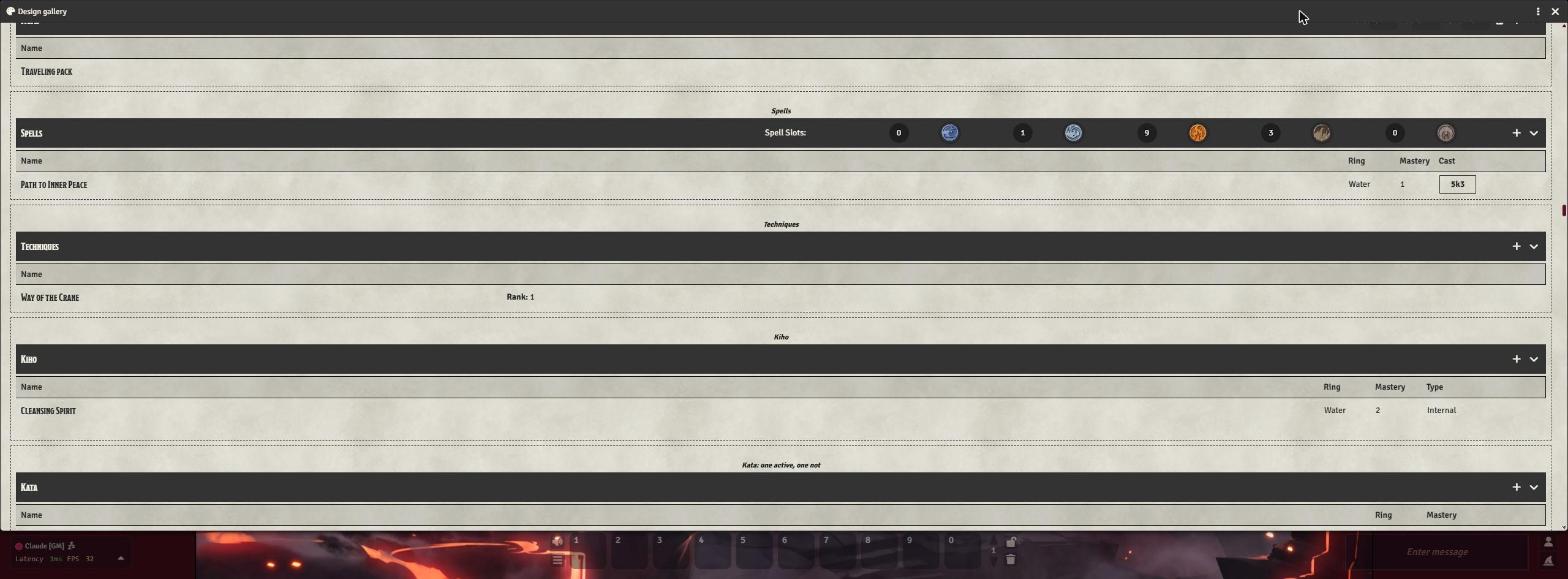 Design gallery
Name
Traveling pack
Spells
Spells Spell Slots: 0 1 9 3 0
Name Ring Mastery Cast
Path to Inner Peace Water 1 5k3
Techniques
Techniques
Name
Way of the Crane Rank: 1
Kiho
Kiho
Name Ring Mastery Type
Cleansing Spirit Water 2 Internal
Kata: one active, one not
Kata
Name Ring Mastery
Claude [GM]
Latency 3ms FPS 32
1 2 3 4 5 6 7 8 9 0
1
Enter message